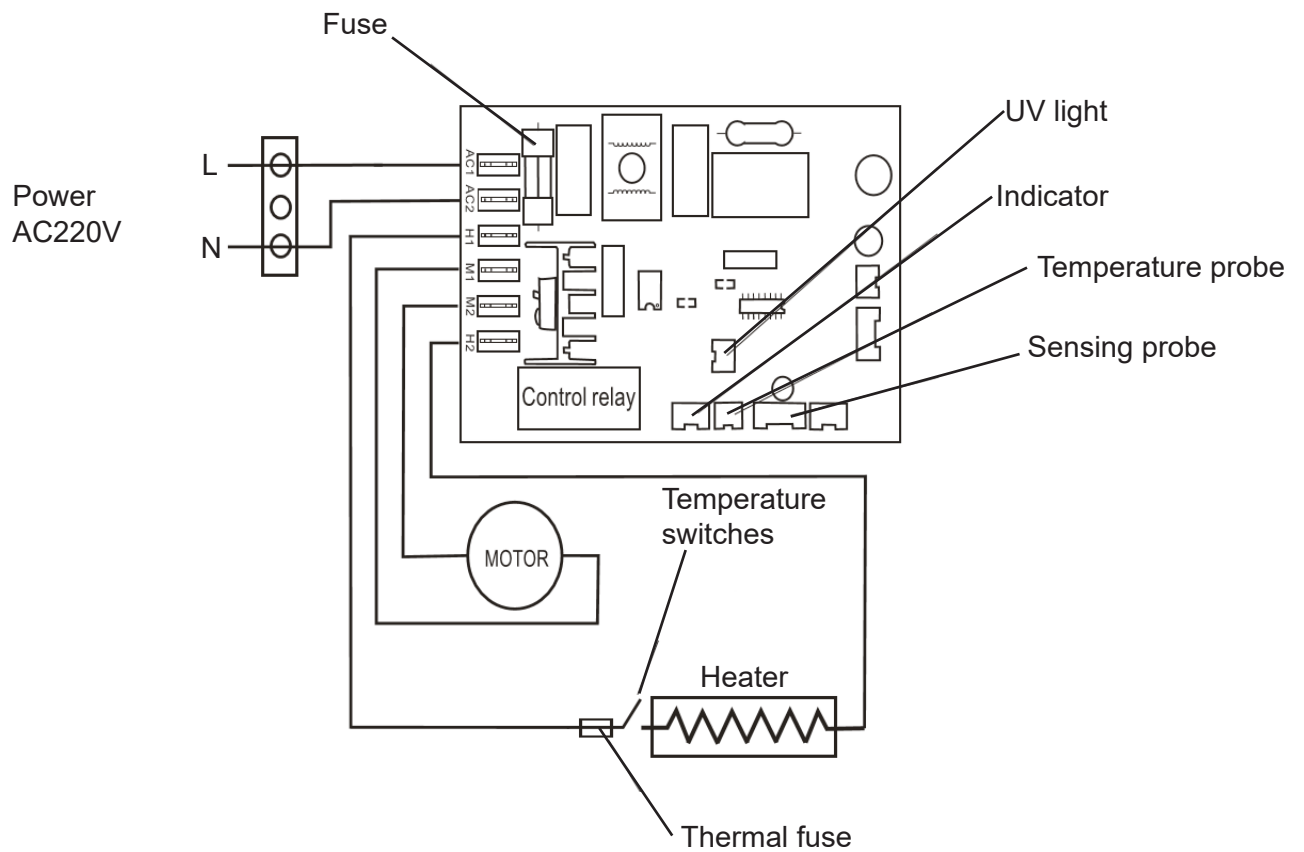 Fuse
UV light
Power
AC220V
L
N
AC1
AC2
H1
M1
M2
H2
Indicator
Temperature probe
Sensing probe
Control relay
Temperature
switches
MOTOR
Heater
Thermal fuse